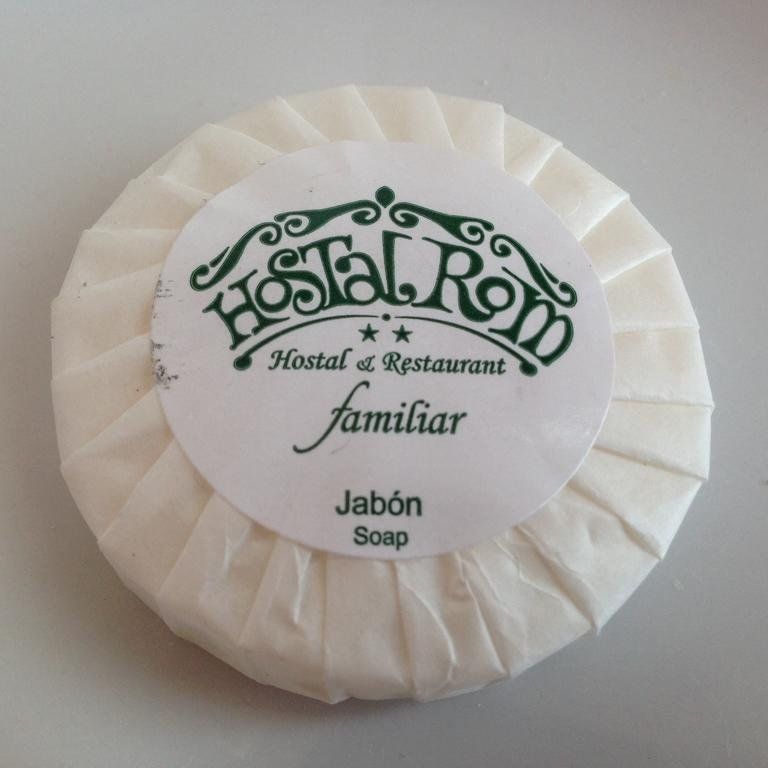 HOSTAL ROM
Hostal & Restaurant
familiar
Jabón
Soap